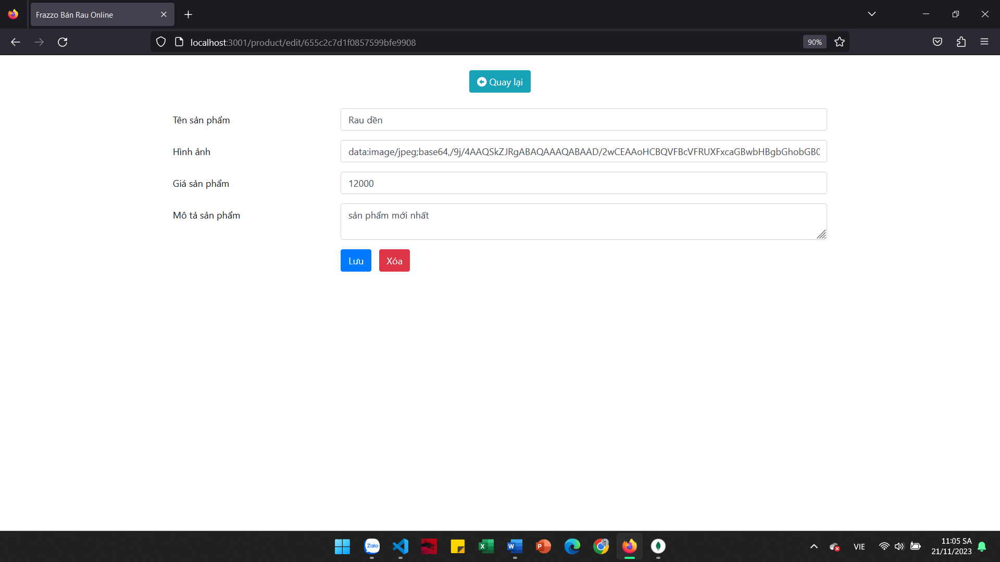 Frazzo Bán Rau Online
localhost:3001/product/edit/655c2c7d1f0857599bfe9908
90%
Quay lại
Tên sản phẩm
Rau dền
Hình ảnh
data:image/jpeg;base64,/9j/4AAQSkZJRgABAQAAAQABAAD/2wCEAAoHCBQVFBcVFRUXFxcaGBwbHBgbGhobGB0
Giá sản phẩm
12000
Mô tả sản phẩm
sản phẩm mới nhất
Lưu
Xóa
Zalo
VIE
11:05 SA
21/11/2023